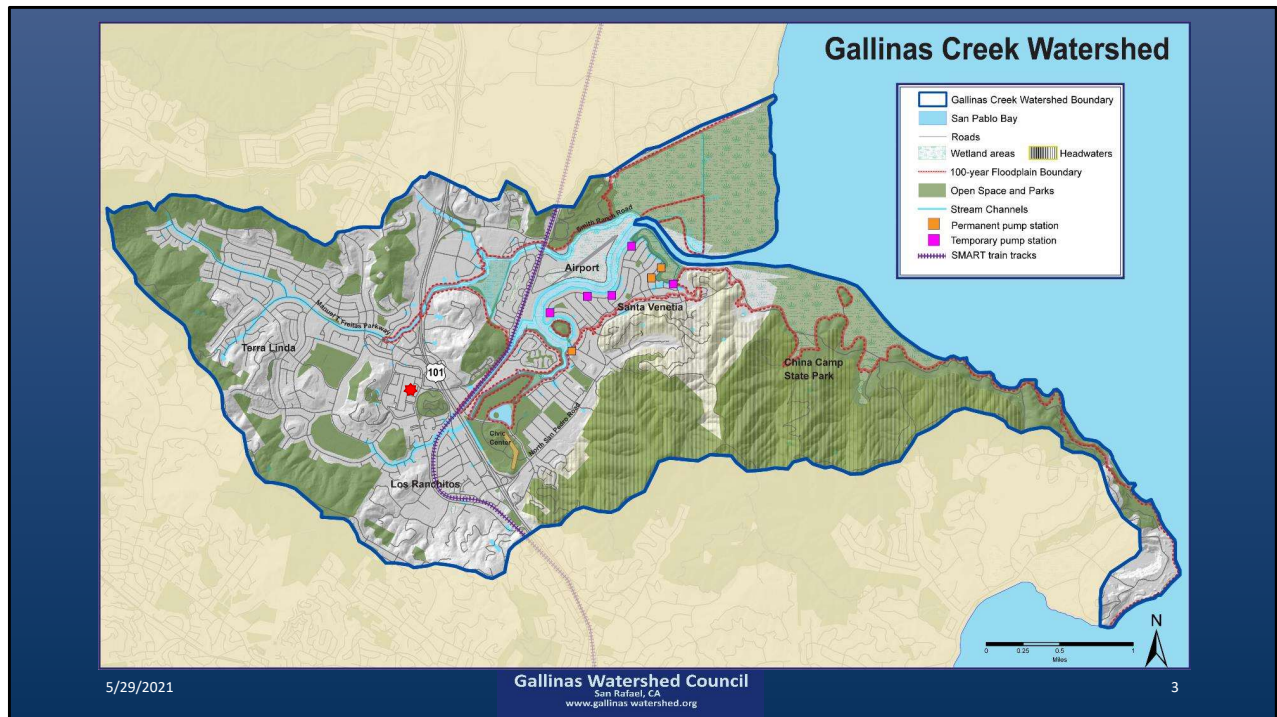 Gallinas Creek Watershed
Gallinas Creek Watershed Boundary
San Pablo Bay
Roads
Wetland areas Headwaters
100-year Floodplain Boundary
Open Space and Parks
Stream Channels
Permanent pump station
Temporary pump station
SMART train tracks
Smith Ranch Road
Airport
Santa Venetia
Manuel T Freitas Parkway
Terra Linda
101
China Camp
State Park
North San Pedro Road
Civic
Center
Los Ranchitos
N
0 0.25 0.5 1
Miles
5/29/2021
Gallinas Watershed Council
San Rafael, CA
www.gallinas watershed.org
3